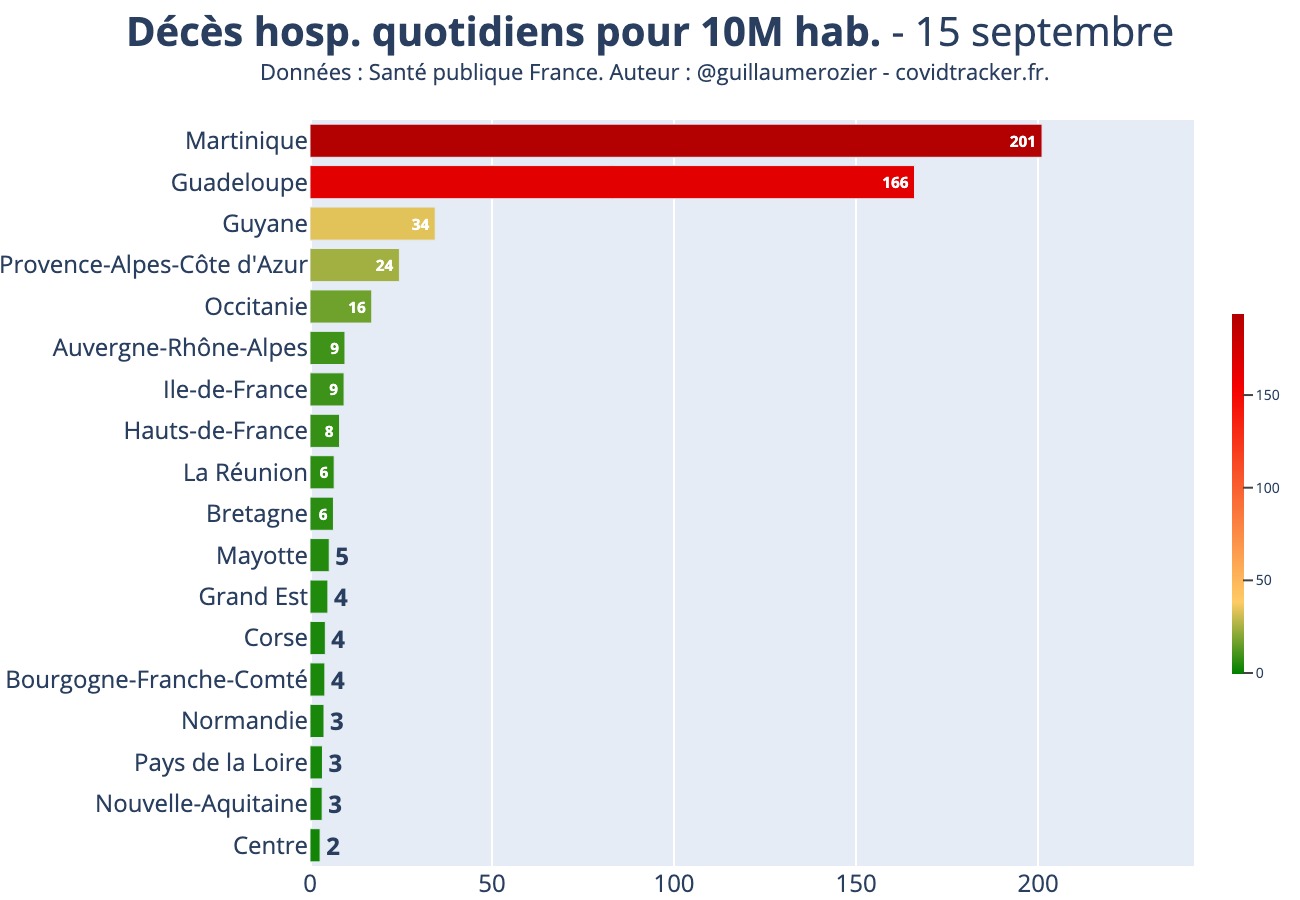 Décès hosp. quotidiens pour 10M hab. - 15 septembre
Données : Santé publique France. Auteur : @guillaumerozier - covidtracker.fr.
Martinique 201
Guadeloupe 166
Guyane 34
Provence-Alpes-Côte d'Azur 24
Occitanie 16
Auvergne-Rhône-Alpes 9
Ile-de-France 9
Hauts-de-France 8
La Réunion 6
Bretagne 6
Mayotte 5
Grand Est 4
Corse 4
Bourgogne-Franche-Comté 4
Normandie 3
Pays de la Loire 3
Nouvelle-Aquitaine 3
Centre 2
0 50 100 150 200
150
100
50
0